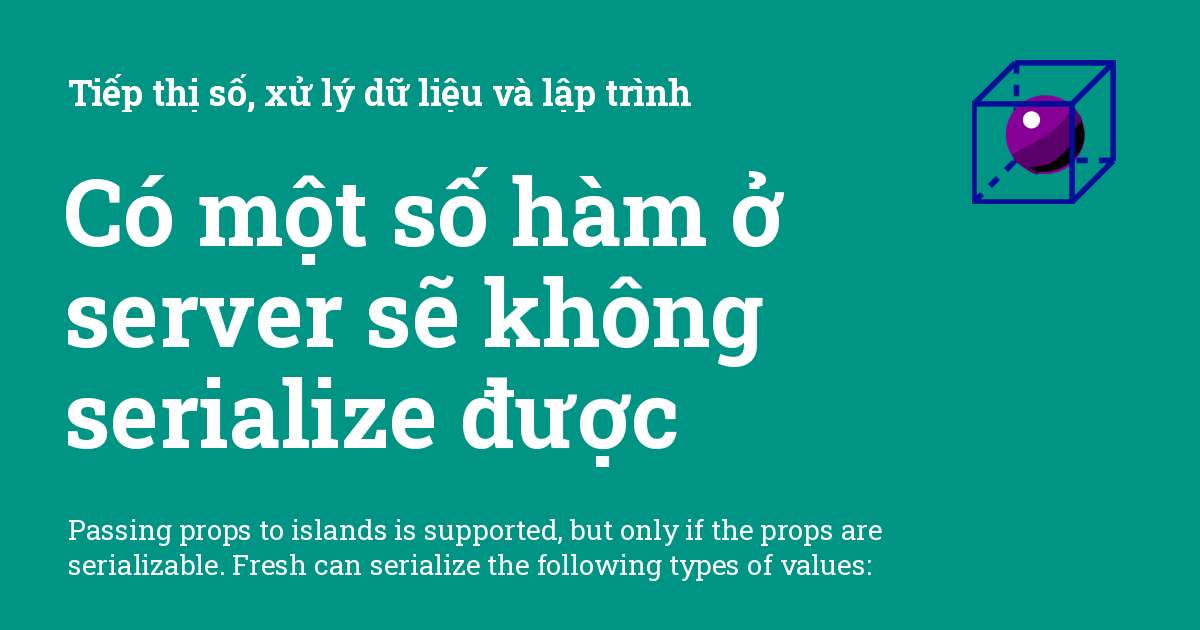 Tiếp thị số, xử lý dữ liệu và lập trình
Có một số hàm ở
server sẽ không
serialize được
Passing props to islands is supported, but only if the props are
serializable. Fresh can serialize the following types of values: